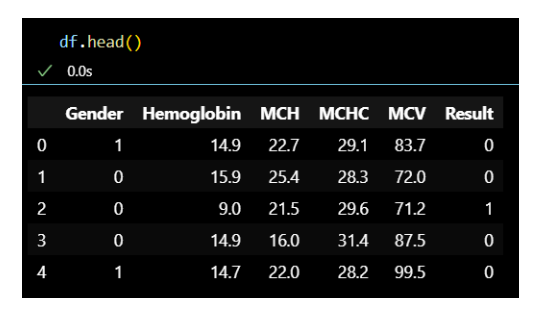 df.head()
✓ 0.0s
Gender Hemoglobin MCH MCHC MCV Result
0 1 14.9 22.7 29.1 83.7 0
1 0 15.9 25.4 28.3 72.0 0
2 0 9.0 21.5 29.6 71.2 1
3 0 14.9 16.0 31.4 87.5 0
4 1 14.7 22.0 28.2 99.5 0